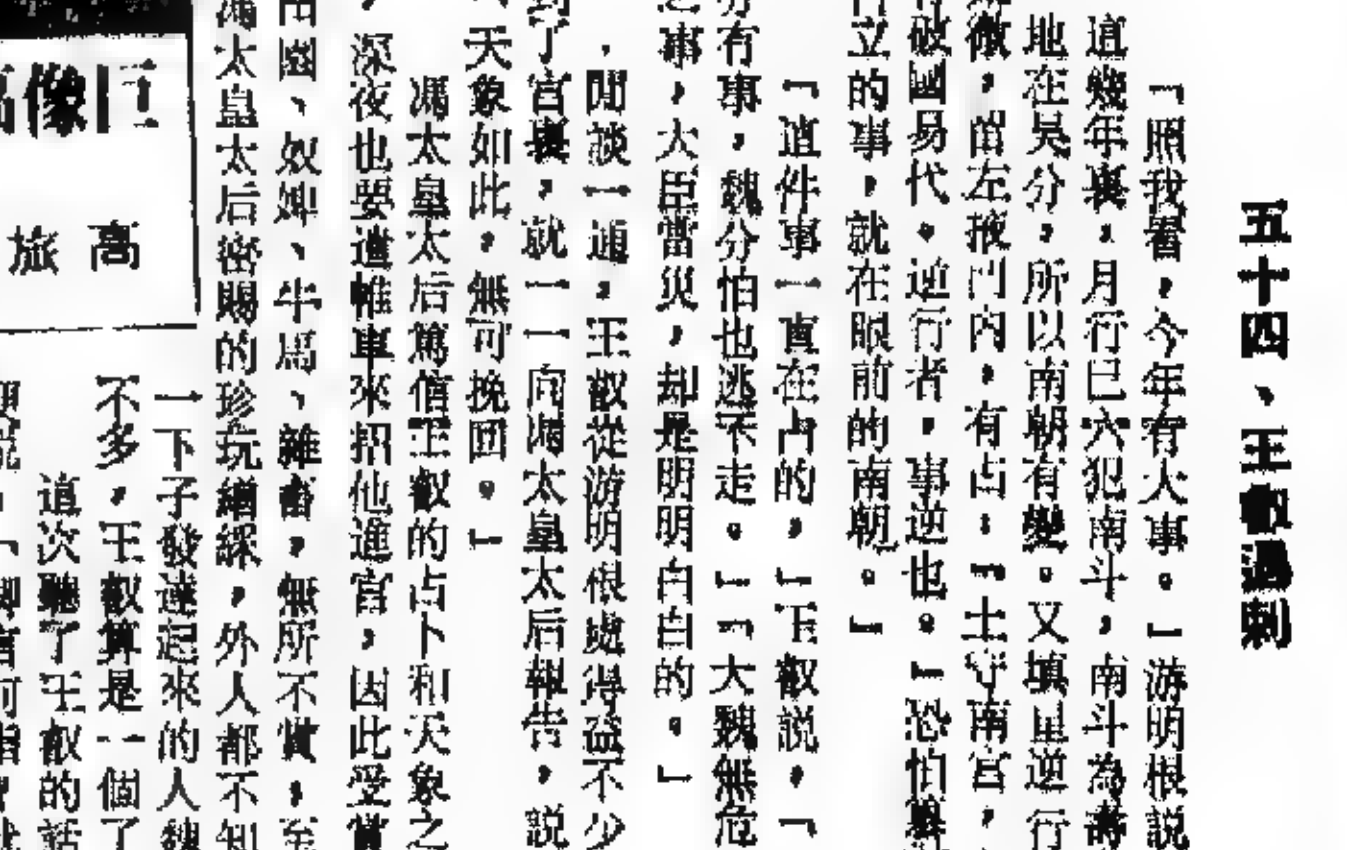 五十四、王叡遇刺
「照我看，今年有大事。」游明根説
這幾年裏，月行已六犯南斗，南斗為
地在吴分，所以南朝有變。又填星逆行
微，留左掖門内，有占：『土守南宮，
破國易代。逆行者，事逆也。』恐怕
立的事，就在眼前的南朝。」
「這件事一直在占的，」王叡説，「
分有事，魏分怕也逃不走。」「大魏無危
之事，大臣當災，却是明明白白的。」
，閒談一通，王叡從游明根處得益不少
到了宮裏，就一一向馮太皇太后報告，説
天象如此，無可挽回。」
馮太皇太后篤信王叡的占卜和天象之
，深夜也要遣帷車來招他進宮，因此受賞
田園、奴婢、牛馬、雜畜，無所不賞，至
馮太皇太后密賜的珍玩繒綵，外人都不知
一下子發達起來的人魏
不多，王叡算是一個了
這次聽了王叡的話
巨像
高旅